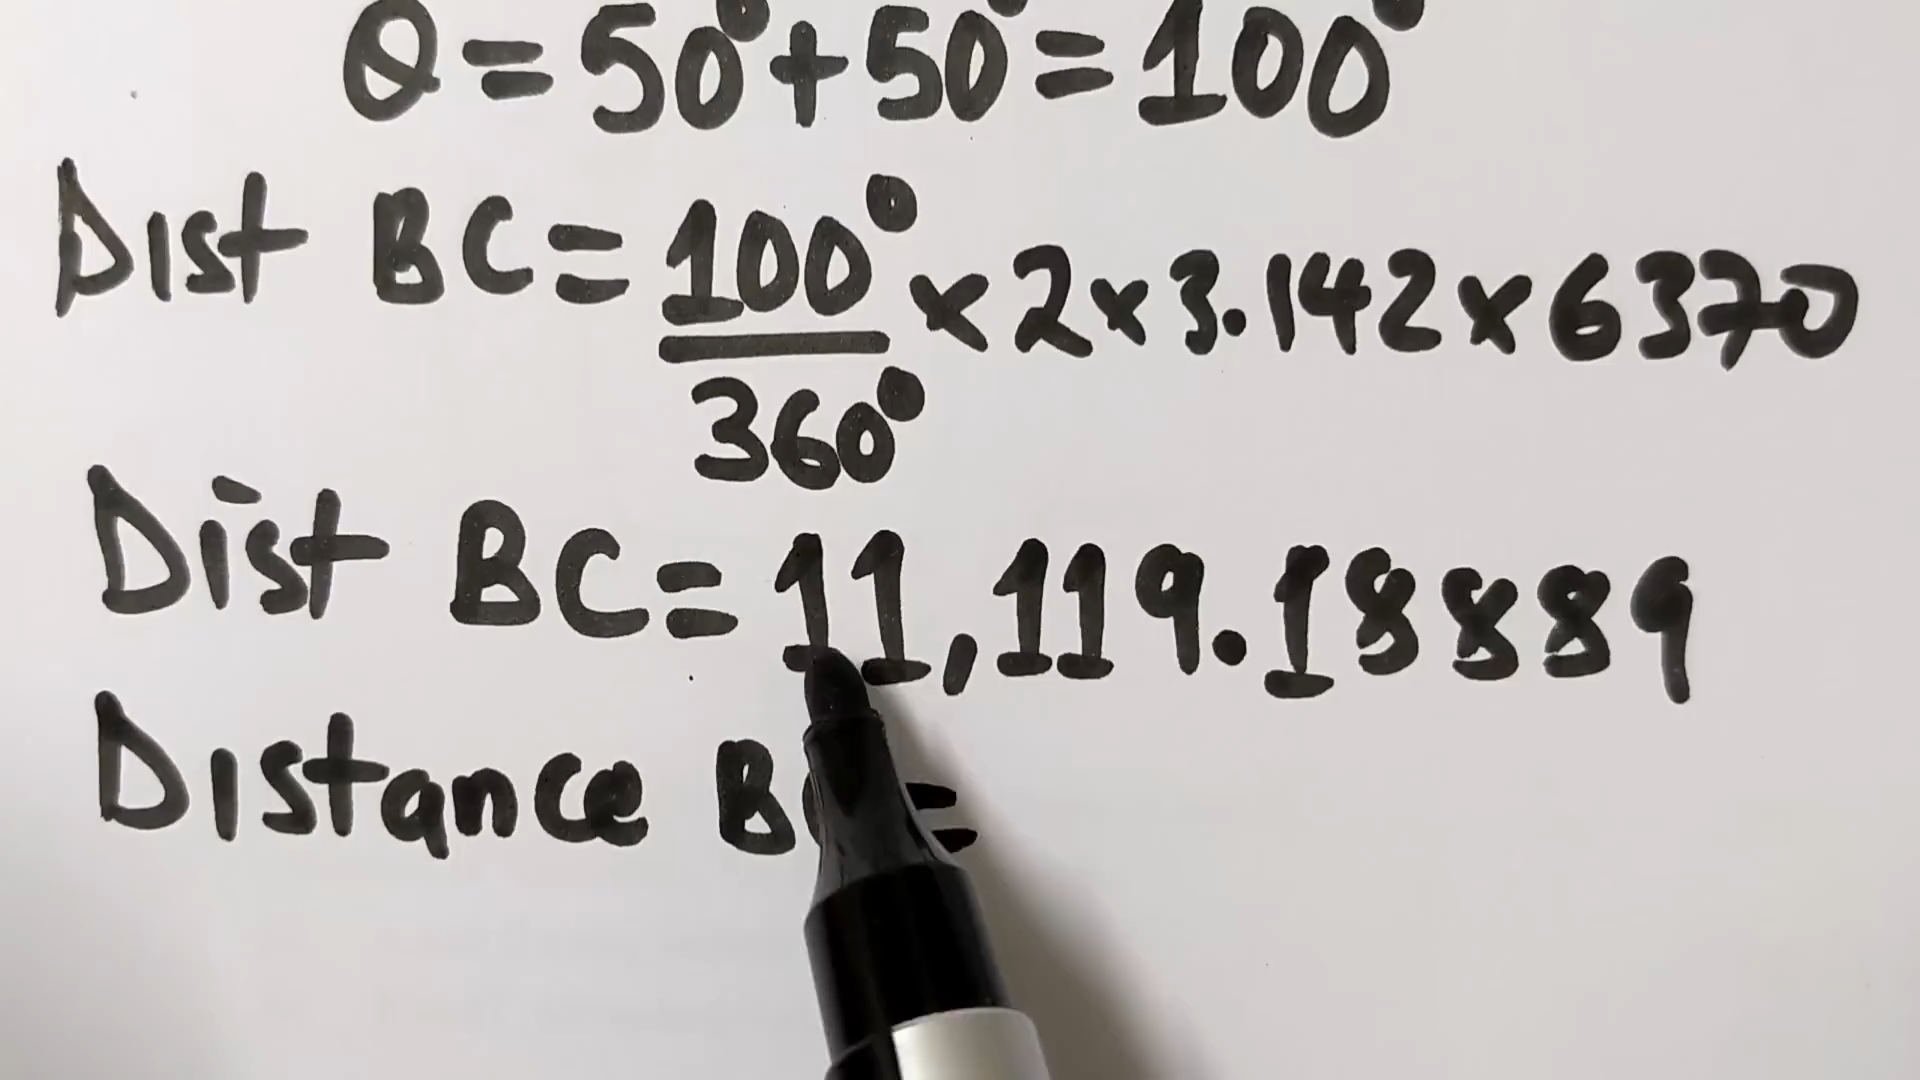 θ = 50° + 50° = 100°
Dist BC = 100°/360° × 2 × 3.142 × 6370
Dist BC = 11,119.18889
Distance B =